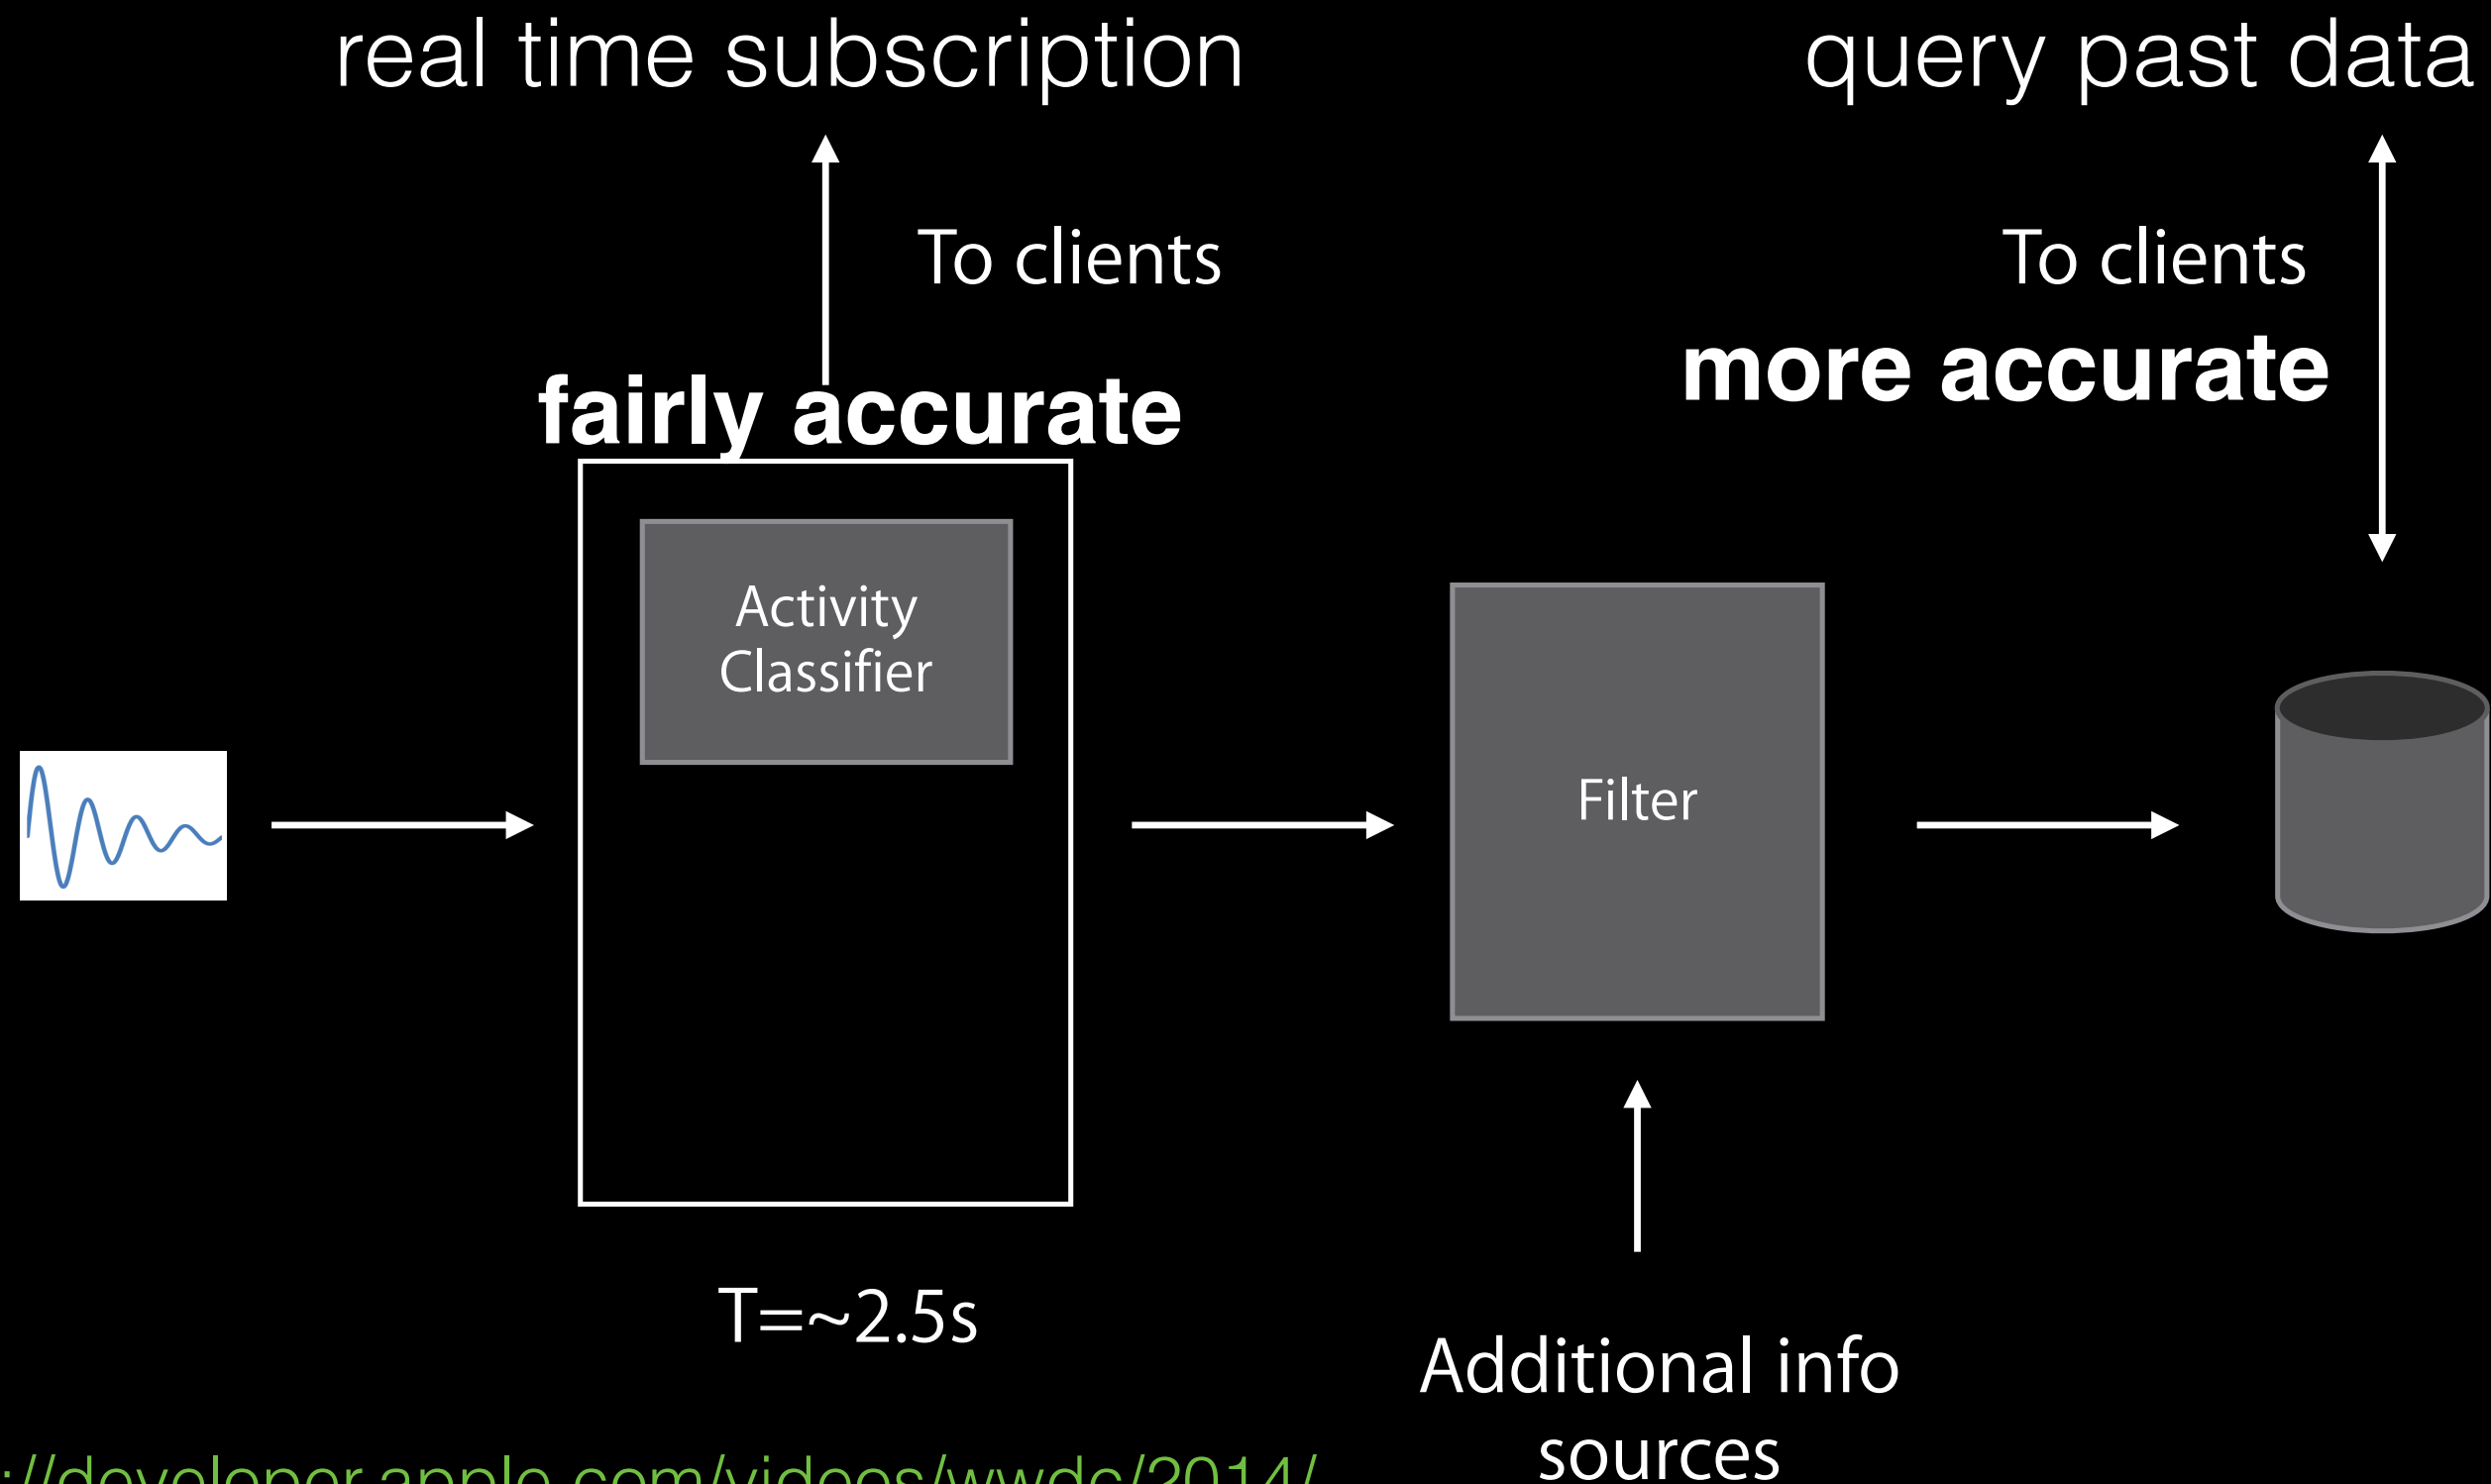 real time subscription
query past data
To clients
To clients
fairly accurate
more accurate
Activity
Classifier
Filter
T=~2.5s
Additional info
sources
://developer.apple.com/videos/wwdc/2014/